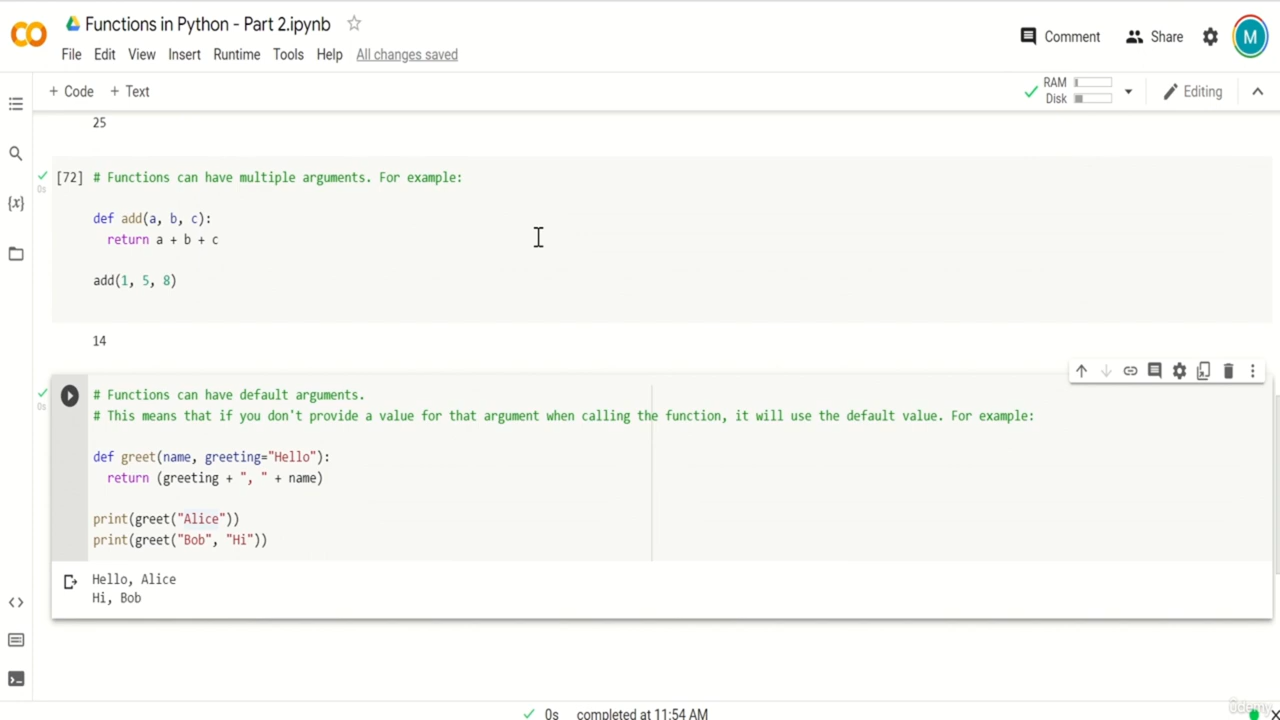 Functions in Python - Part 2.ipynb
Comment
Share
M
File Edit View Insert Runtime Tools Help All changes saved
+ Code + Text
RAM
Disk
Editing
25
[72] # Functions can have multiple arguments. For example:
0s
{x}
def add(a, b, c):
return a + b + c
add(1, 5, 8)
14
# Functions can have default arguments.
0s
# This means that if you don't provide a value for that argument when calling the function, it will use the default value. For example:
def greet(name, greeting="Hello"):
return (greeting + ", " + name)
print(greet("Alice"))
print(greet("Bob", "Hi"))
Hello, Alice
Hi, Bob
0s completed at 11:54 AM
ûdemy